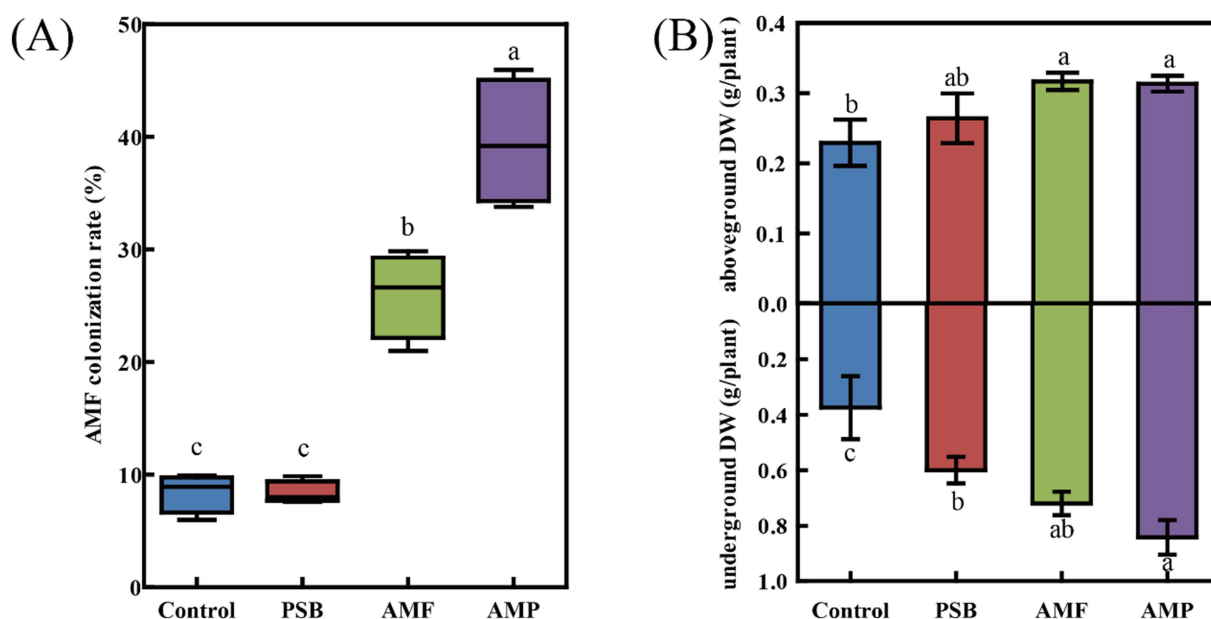 (A)
AMF colonization rate (%)
50
40
30
20
10
0
c
c
b
a
Control
PSB
AMF
AMP
(B)
aboveground DW (g/plant)
underground DW (g/plant)
0.4
0.3
0.2
0.1
0.0
0.2
0.4
0.6
0.8
1.0
b
ab
a
a
c
b
ab
a
Control
PSB
AMF
AMP